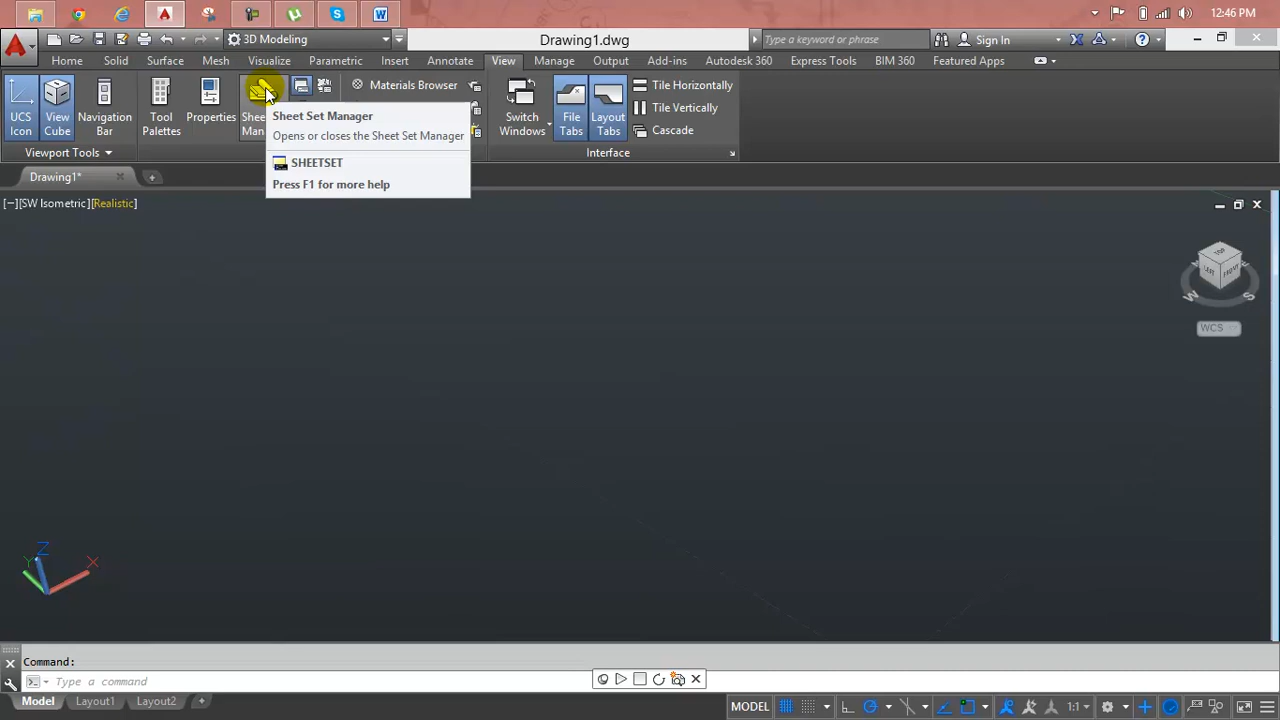 12:46 PM
3D Modeling
Drawing1.dwg
Type a keyword or phrase
Sign In
Home Solid Surface Mesh Visualize Parametric Insert Annotate View Manage Output Add-ins Autodesk 360 Express Tools BIM 360 Featured Apps
UCS Icon
View Cube
Navigation Bar
Tool Palettes
Properties
Materials Browser
Switch Windows
File Tabs
Layout Tabs
Tile Horizontally
Tile Vertically
Cascade
Viewport Tools
Interface
Sheet Set Manager
Opens or closes the Sheet Set Manager
SHEETSET
Press F1 for more help
Drawing1*
[−][SW Isometric][Realistic]
TOP
LEFT
FRONT
W
S
WCS
Z
Y
X
Command:
Type a command
Model Layout1 Layout2
MODEL
1:1